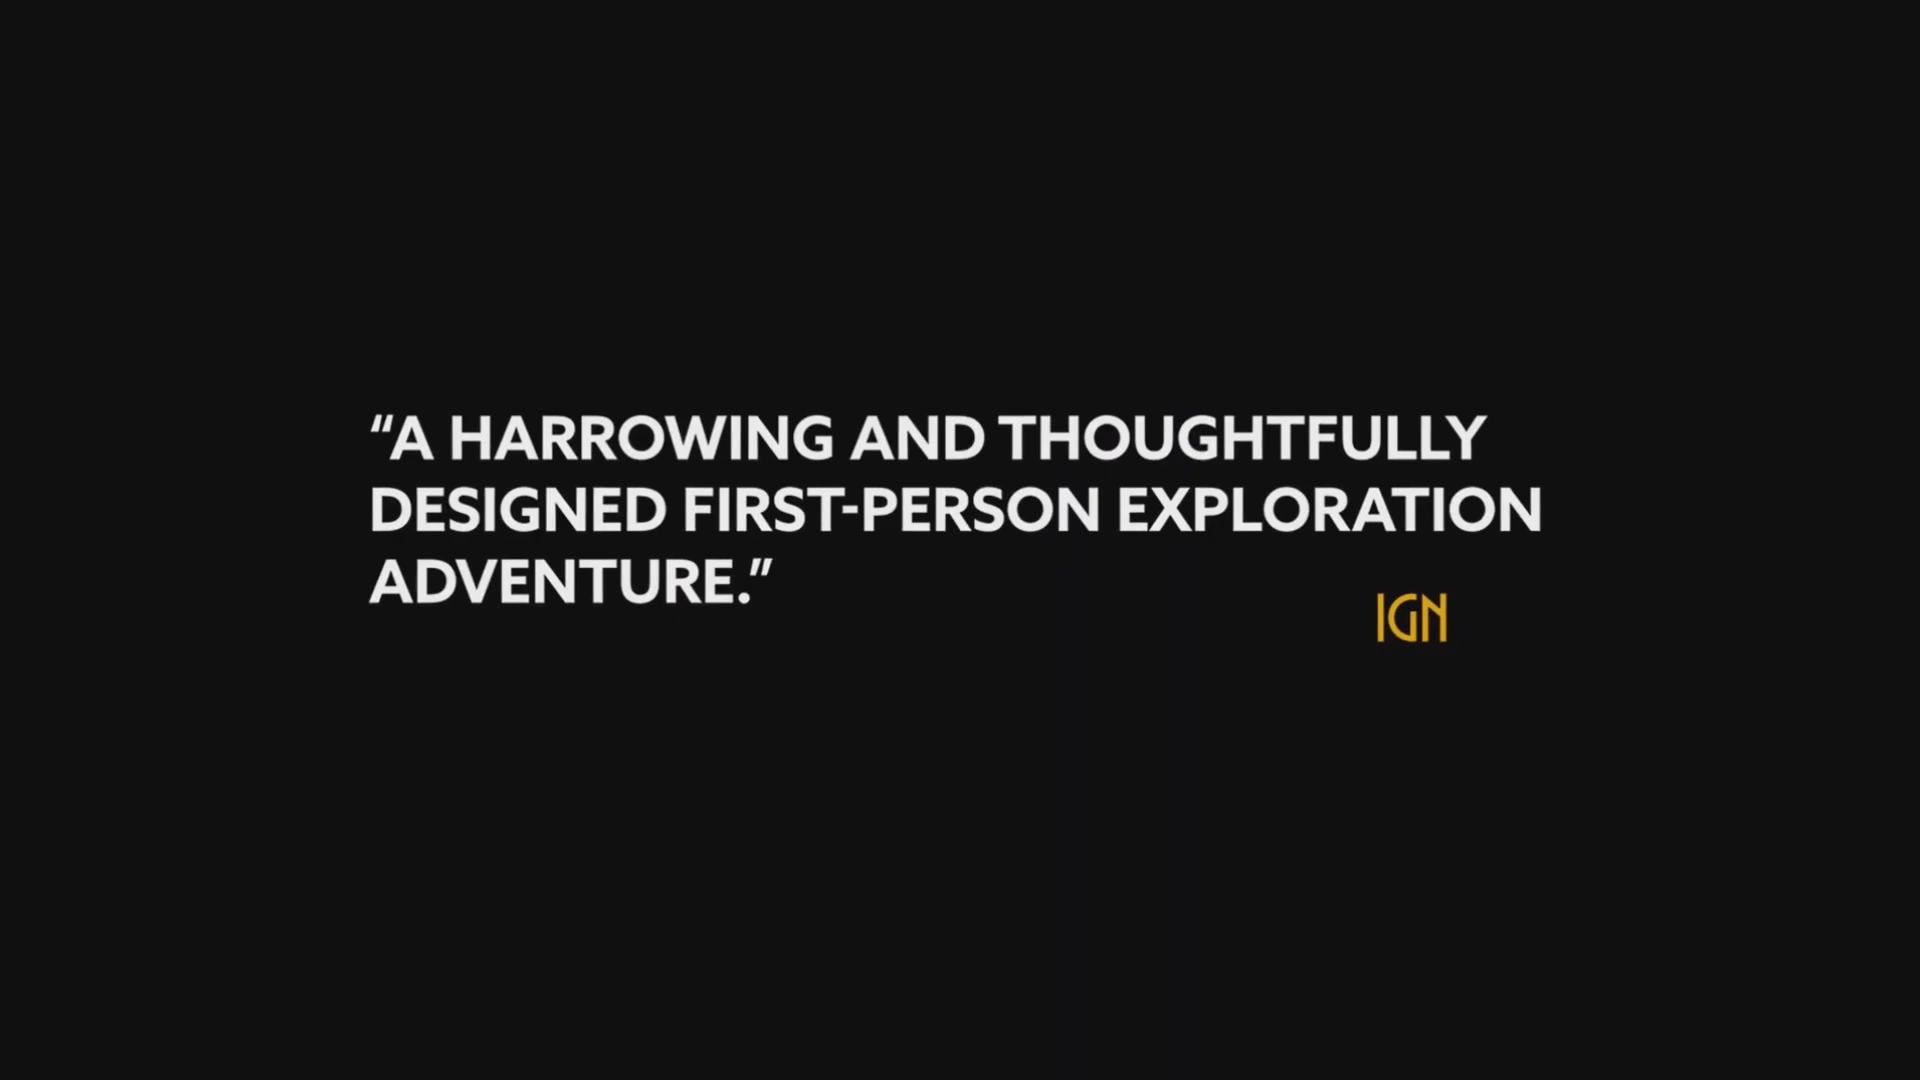 “A HARROWING AND THOUGHTFULLY
DESIGNED FIRST-PERSON EXPLORATION
ADVENTURE.”
IGN